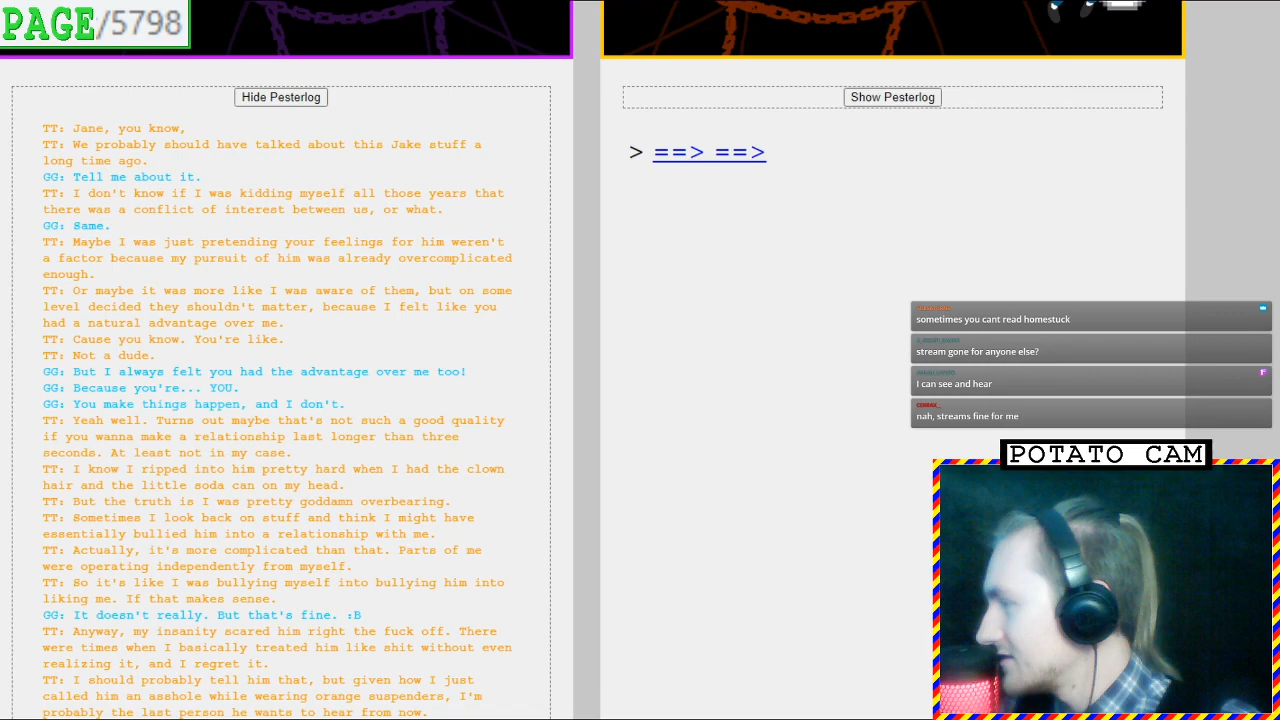 PAGE/5798
Hide Pesterlog
TT: Jane, you know,
TT: We probably should have talked about this Jake stuff a
long time ago.
GG: Tell me about it.
TT: I don't know if I was kidding myself all those years that
there was a conflict of interest between us, or what.
GG: Same.
TT: Maybe I was just pretending your feelings for him weren't
a factor because my pursuit of him was already overcomplicated
enough.
TT: Or maybe it was more like I was aware of them, but on some
level decided they shouldn't matter, because I felt like you
had a natural advantage over me.
TT: Cause you know. You're like.
TT: Not a dude.
GG: But I always felt you had the advantage over me too!
GG: Because you're... YOU.
GG: You make things happen, and I don't.
TT: Yeah well. Turns out maybe that's not such a good quality
if you wanna make a relationship last longer than three
seconds. At least not in my case.
TT: I know I ripped into him pretty hard when I had the clown
hair and the little soda can on my head.
TT: But the truth is I was pretty goddamn overbearing.
TT: Sometimes I look back on stuff and think I might have
essentially bullied him into a relationship with me.
TT: Actually, it's more complicated than that. Parts of me
were operating independently from myself.
TT: So it's like I was bullying myself into bullying him into
liking me. If that makes sense.
GG: It doesn't really. But that's fine. :B
TT: Anyway, my insanity scared him right the fuck off. There
were times when I basically treated him like shit without even
realizing it, and I regret it.
TT: I should probably tell him that, but given how I just
called him an asshole while wearing orange suspenders, I'm
probably the last person he wants to hear from now.
Show Pesterlog
> ==> ==>
sometimes you cant read homestuck
stream gone for anyone else?
I can see and hear
nah, streams fine for me
POTATO CAM